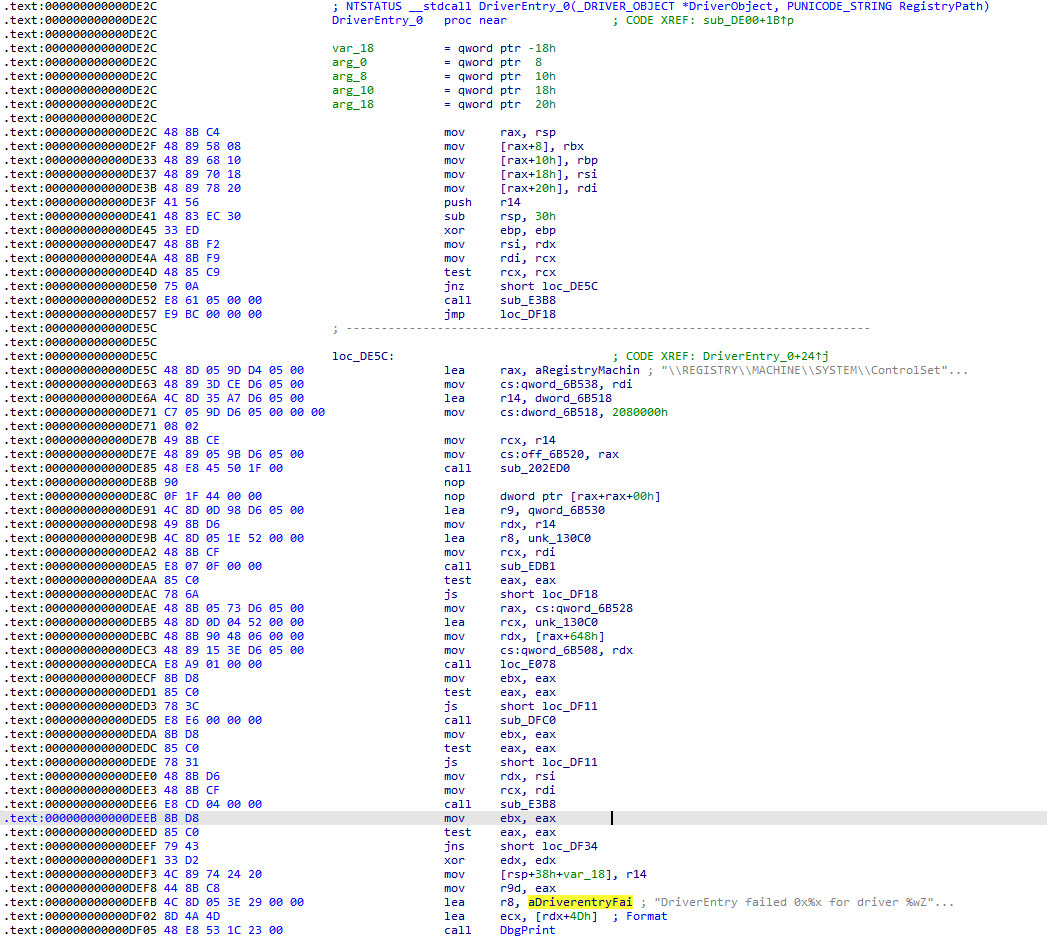 .text:000000000000DE2C ; NTSTATUS __stdcall DriverEntry_0(_DRIVER_OBJECT *DriverObject, PUNICODE_STRING RegistryPath)
.text:000000000000DE2C DriverEntry_0 proc near ; CODE XREF: sub_DE00+1B↑p
.text:000000000000DE2C
.text:000000000000DE2C var_18 = qword ptr -18h
.text:000000000000DE2C arg_0 = qword ptr 8
.text:000000000000DE2C arg_8 = qword ptr 10h
.text:000000000000DE2C arg_10 = qword ptr 18h
.text:000000000000DE2C arg_18 = qword ptr 20h
.text:000000000000DE2C
.text:000000000000DE2C 48 8B C4 mov rax, rsp
.text:000000000000DE2F 48 89 58 08 mov [rax+8], rbx
.text:000000000000DE33 48 89 68 10 mov [rax+10h], rbp
.text:000000000000DE37 48 89 70 18 mov [rax+18h], rsi
.text:000000000000DE3B 48 89 78 20 mov [rax+20h], rdi
.text:000000000000DE3F 41 56 push r14
.text:000000000000DE41 48 83 EC 30 sub rsp, 30h
.text:000000000000DE45 33 ED xor ebp, ebp
.text:000000000000DE47 48 8B F2 mov rsi, rdx
.text:000000000000DE4A 48 8B F9 mov rdi, rcx
.text:000000000000DE4D 48 85 C9 test rcx, rcx
.text:000000000000DE50 75 0A jnz short loc_DE5C
.text:000000000000DE52 E8 61 05 00 00 call sub_E3B8
.text:000000000000DE57 E9 BC 00 00 00 jmp loc_DF18
.text:000000000000DE5C ; ---------------------------------------------------------------------------
.text:000000000000DE5C
.text:000000000000DE5C loc_DE5C: ; CODE XREF: DriverEntry_0+24↑j
.text:000000000000DE5C 48 8D 05 9D D4 05 00 lea rax, aRegistryMachin ; "\\REGISTRY\\MACHINE\\SYSTEM\\ControlSet"...
.text:000000000000DE63 48 89 3D CE D6 05 00 mov cs:qword_6B538, rdi
.text:000000000000DE6A 4C 8D 35 A7 D6 05 00 lea r14, dword_6B518
.text:000000000000DE71 C7 05 9D D6 05 00 00 00 mov cs:dword_6B518, 2080000h
.text:000000000000DE71 08 02
.text:000000000000DE7B 49 8B CE mov rcx, r14
.text:000000000000DE7E 48 89 05 9B D6 05 00 mov cs:off_6B520, rax
.text:000000000000DE85 48 E8 45 50 1F 00 call sub_202ED0
.text:000000000000DE8B 90 nop
.text:000000000000DE8C 0F 1F 44 00 00 nop dword ptr [rax+rax+00h]
.text:000000000000DE91 4C 8D 0D 98 D6 05 00 lea r9, qword_6B530
.text:000000000000DE98 49 8B D6 mov rdx, r14
.text:000000000000DE9B 4C 8D 05 1E 52 00 00 lea r8, unk_130C0
.text:000000000000DEA2 48 8B CF mov rcx, rdi
.text:000000000000DEA5 E8 07 0F 00 00 call sub_EDB1
.text:000000000000DEAA 85 C0 test eax, eax
.text:000000000000DEAC 78 6A js short loc_DF18
.text:000000000000DEAE 48 8B 05 73 D6 05 00 mov rax, cs:qword_6B528
.text:000000000000DEB5 48 8D 0D 04 52 00 00 lea rcx, unk_130C0
.text:000000000000DEBC 48 8B 90 48 06 00 00 mov rdx, [rax+648h]
.text:000000000000DEC3 48 89 15 3E D6 05 00 mov cs:qword_6B508, rdx
.text:000000000000DECA E8 A9 01 00 00 call loc_E078
.text:000000000000DECF 8B D8 mov ebx, eax
.text:000000000000DED1 85 C0 test eax, eax
.text:000000000000DED3 78 3C js short loc_DF11
.text:000000000000DED5 E8 E6 00 00 00 call sub_DFC0
.text:000000000000DEDA 8B D8 mov ebx, eax
.text:000000000000DEDC 85 C0 test eax, eax
.text:000000000000DEDE 78 31 js short loc_DF11
.text:000000000000DEE0 48 8B D6 mov rdx, rsi
.text:000000000000DEE3 48 8B CF mov rcx, rdi
.text:000000000000DEE6 E8 CD 04 00 00 call sub_E3B8
.text:000000000000DEEB 8B D8 mov ebx, eax
.text:000000000000DEED 85 C0 test eax, eax
.text:000000000000DEEF 79 43 jns short loc_DF34
.text:000000000000DEF1 33 D2 xor edx, edx
.text:000000000000DEF3 4C 89 74 24 20 mov [rsp+38h+var_18], r14
.text:000000000000DEF8 44 8B C8 mov r9d, eax
.text:000000000000DEFB 4C 8D 05 3E 29 00 00 lea r8, aDriverentryFai ; "DriverEntry failed 0x%x for driver %wZ"...
.text:000000000000DF02 8D 4A 4D lea ecx, [rdx+4Dh] ; Format
.text:000000000000DF05 48 E8 53 1C 23 00 call DbgPrint